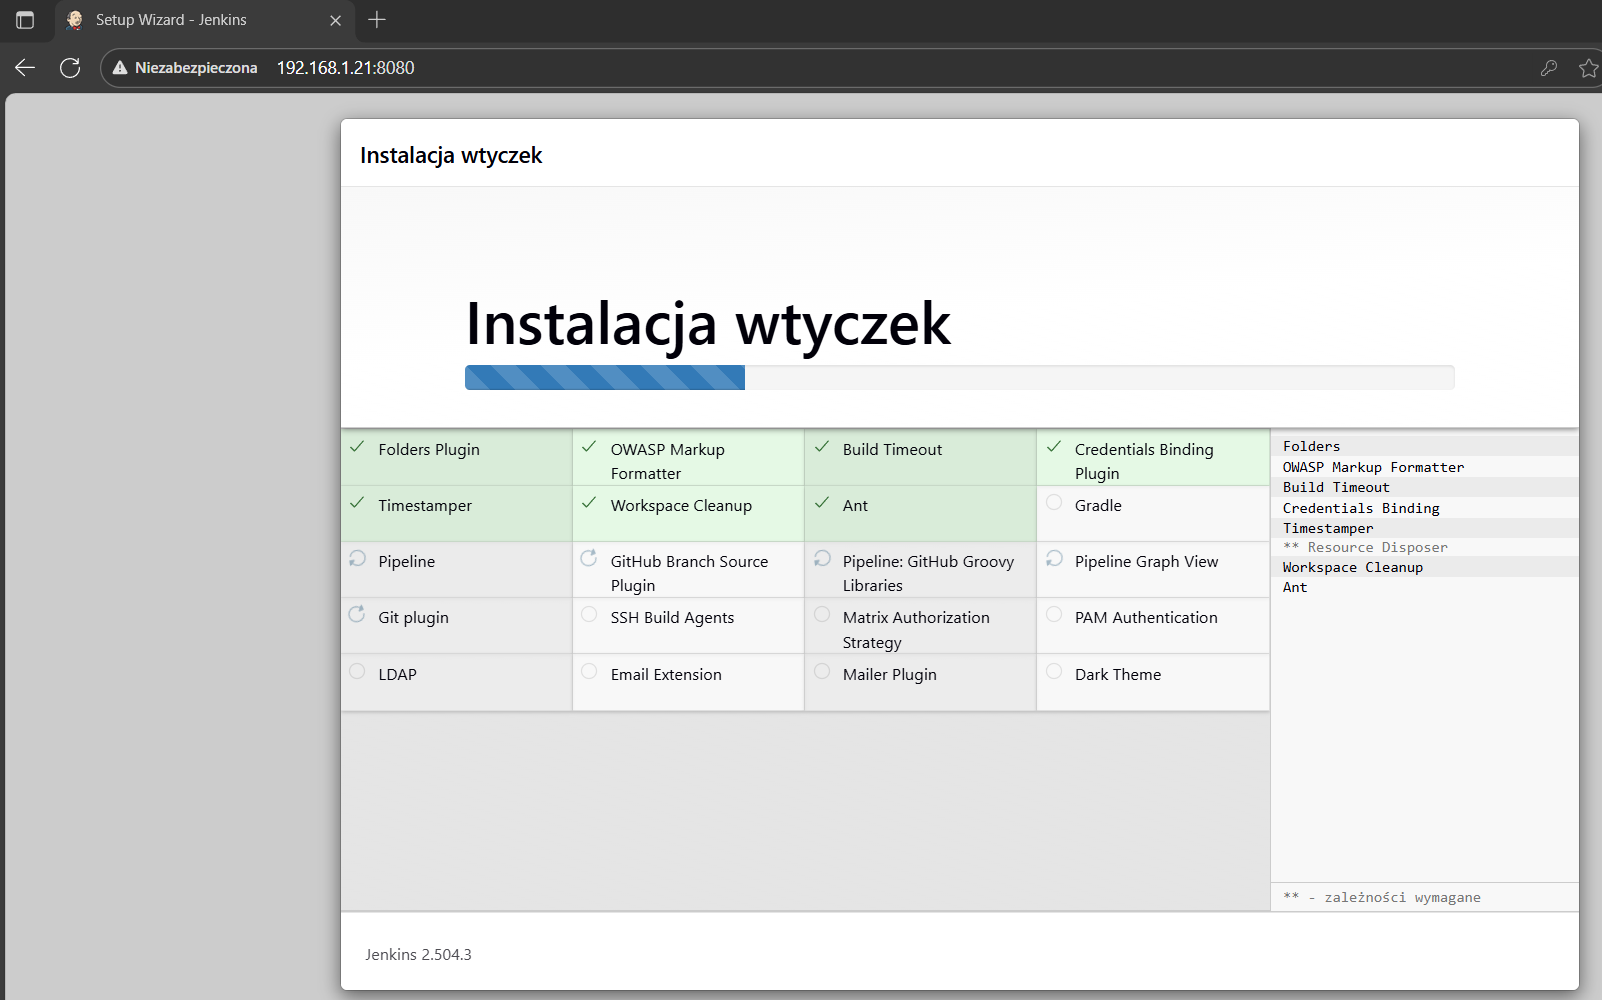 Setup Wizard - Jenkins
Niezabezpieczona 192.168.1.21:8080
Instalacja wtyczek
Instalacja wtyczek
Folders Plugin
OWASP Markup
Formatter
Build Timeout
Credentials Binding
Plugin
Timestamper
Workspace Cleanup
Ant
Gradle
Pipeline
GitHub Branch Source
Plugin
Pipeline: GitHub Groovy
Libraries
Pipeline Graph View
Git plugin
SSH Build Agents
Matrix Authorization
Strategy
PAM Authentication
LDAP
Email Extension
Mailer Plugin
Dark Theme
Folders
OWASP Markup Formatter
Build Timeout
Credentials Binding
Timestamper
** Resource Disposer
Workspace Cleanup
Ant
** - zależności wymagane
Jenkins 2.504.3